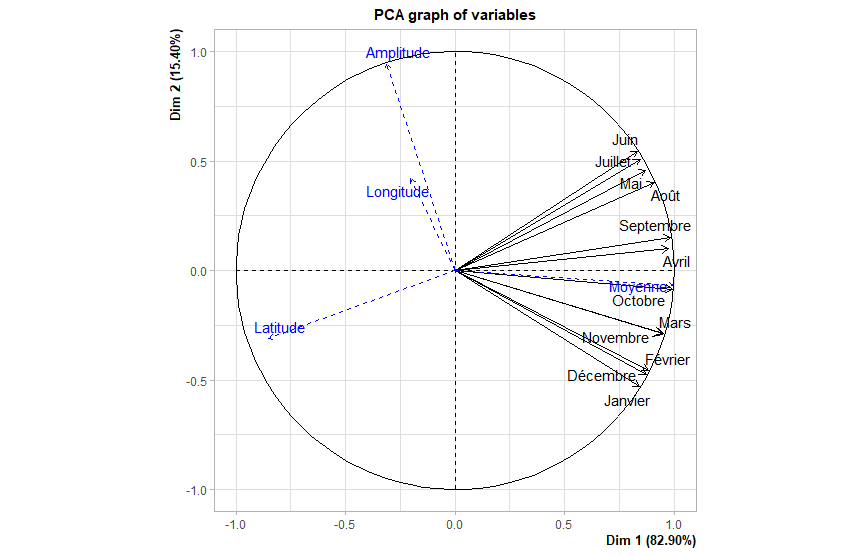 PCA graph of variables
Dim 2 (15.40%)
1.0
0.5
0.0
-0.5
-1.0
Amplitude
Juin
Juillet
Longitude
Mai
Août
Septembre
Avril
Moyenne
Octobre
Latitude
Mars
Novembre
Février
Décembre
Janvier
-1.0 -0.5 0.0 0.5 1.0
Dim 1 (82.90%)